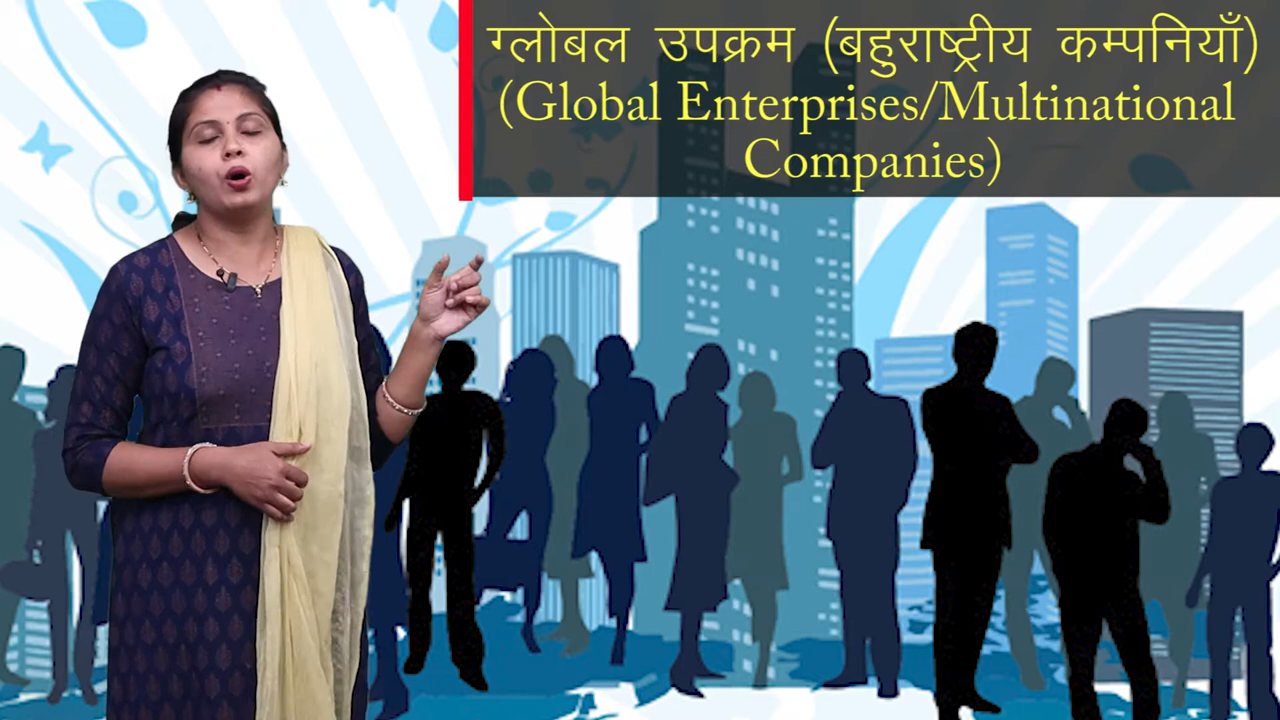 ग्लोबल उपक्रम (बहुराष्ट्रीय कम्पनियाँ)
(Global Enterprises/Multinational
Companies)